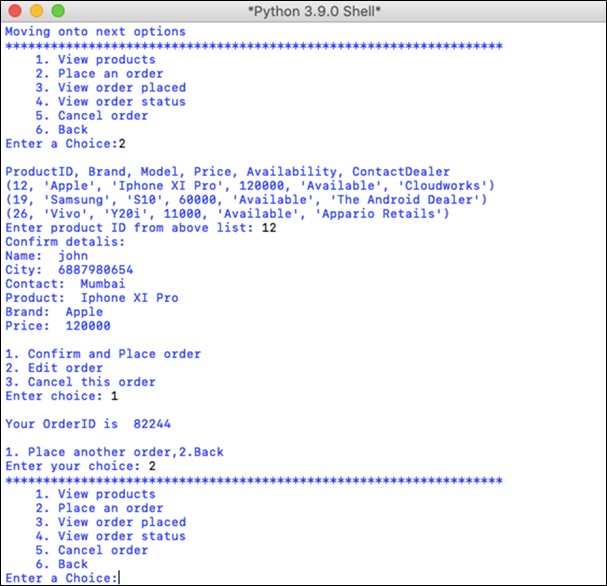 *Python 3.9.0 Shell*
Moving onto next options
******************************************************************
1. View products
2. Place an order
3. View order placed
4. View order status
5. Cancel order
6. Back
Enter a Choice:2
ProductID, Brand, Model, Price, Availability, ContactDealer
(12, 'Apple', 'Iphone XI Pro', 120000, 'Available', 'Cloudworks')
(19, 'Samsung', 'S10', 60000, 'Available', 'The Android Dealer')
(26, 'Vivo', 'Y20i', 11000, 'Available', 'Appario Retails')
Enter product ID from above list: 12
Confirm detalis:
Name:  john
City:  6887980654
Contact:  Mumbai
Product:  Iphone XI Pro
Brand:  Apple
Price:  120000
1. Confirm and Place order
2. Edit order
3. Cancel this order
Enter choice: 1
Your OrderID is  82244
1. Place another order,2.Back
Enter your choice: 2
******************************************************************
1. View products
2. Place an order
3. View order placed
4. View order status
5. Cancel order
6. Back
Enter a Choice: